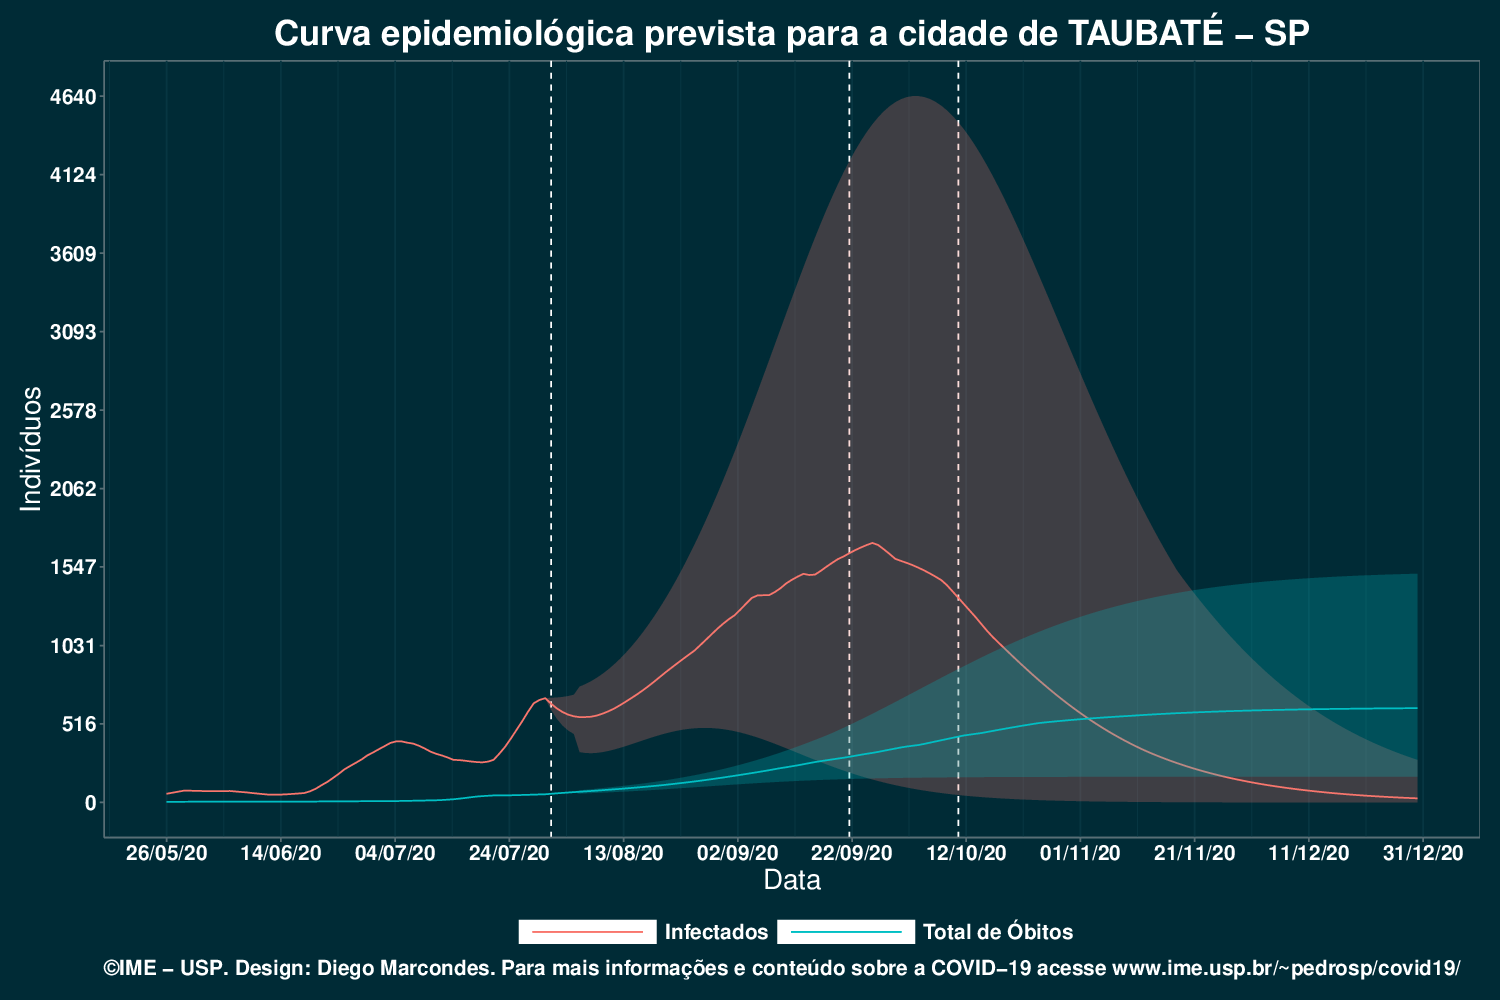 Curva epidemiológica prevista para a cidade de TAUBATÉ – SP
Indivíduos
4640
4124
3609
3093
2578
2062
1547
1031
516
0
26/05/20 14/06/20 04/07/20 24/07/20 13/08/20 02/09/20 22/09/20 12/10/20 01/11/20 21/11/20 11/12/20 31/12/20
Data
Infectados Total de Óbitos
©IME – USP. Design: Diego Marcondes. Para mais informações e conteúdo sobre a COVID–19 acesse www.ime.usp.br/~pedrosp/covid19/